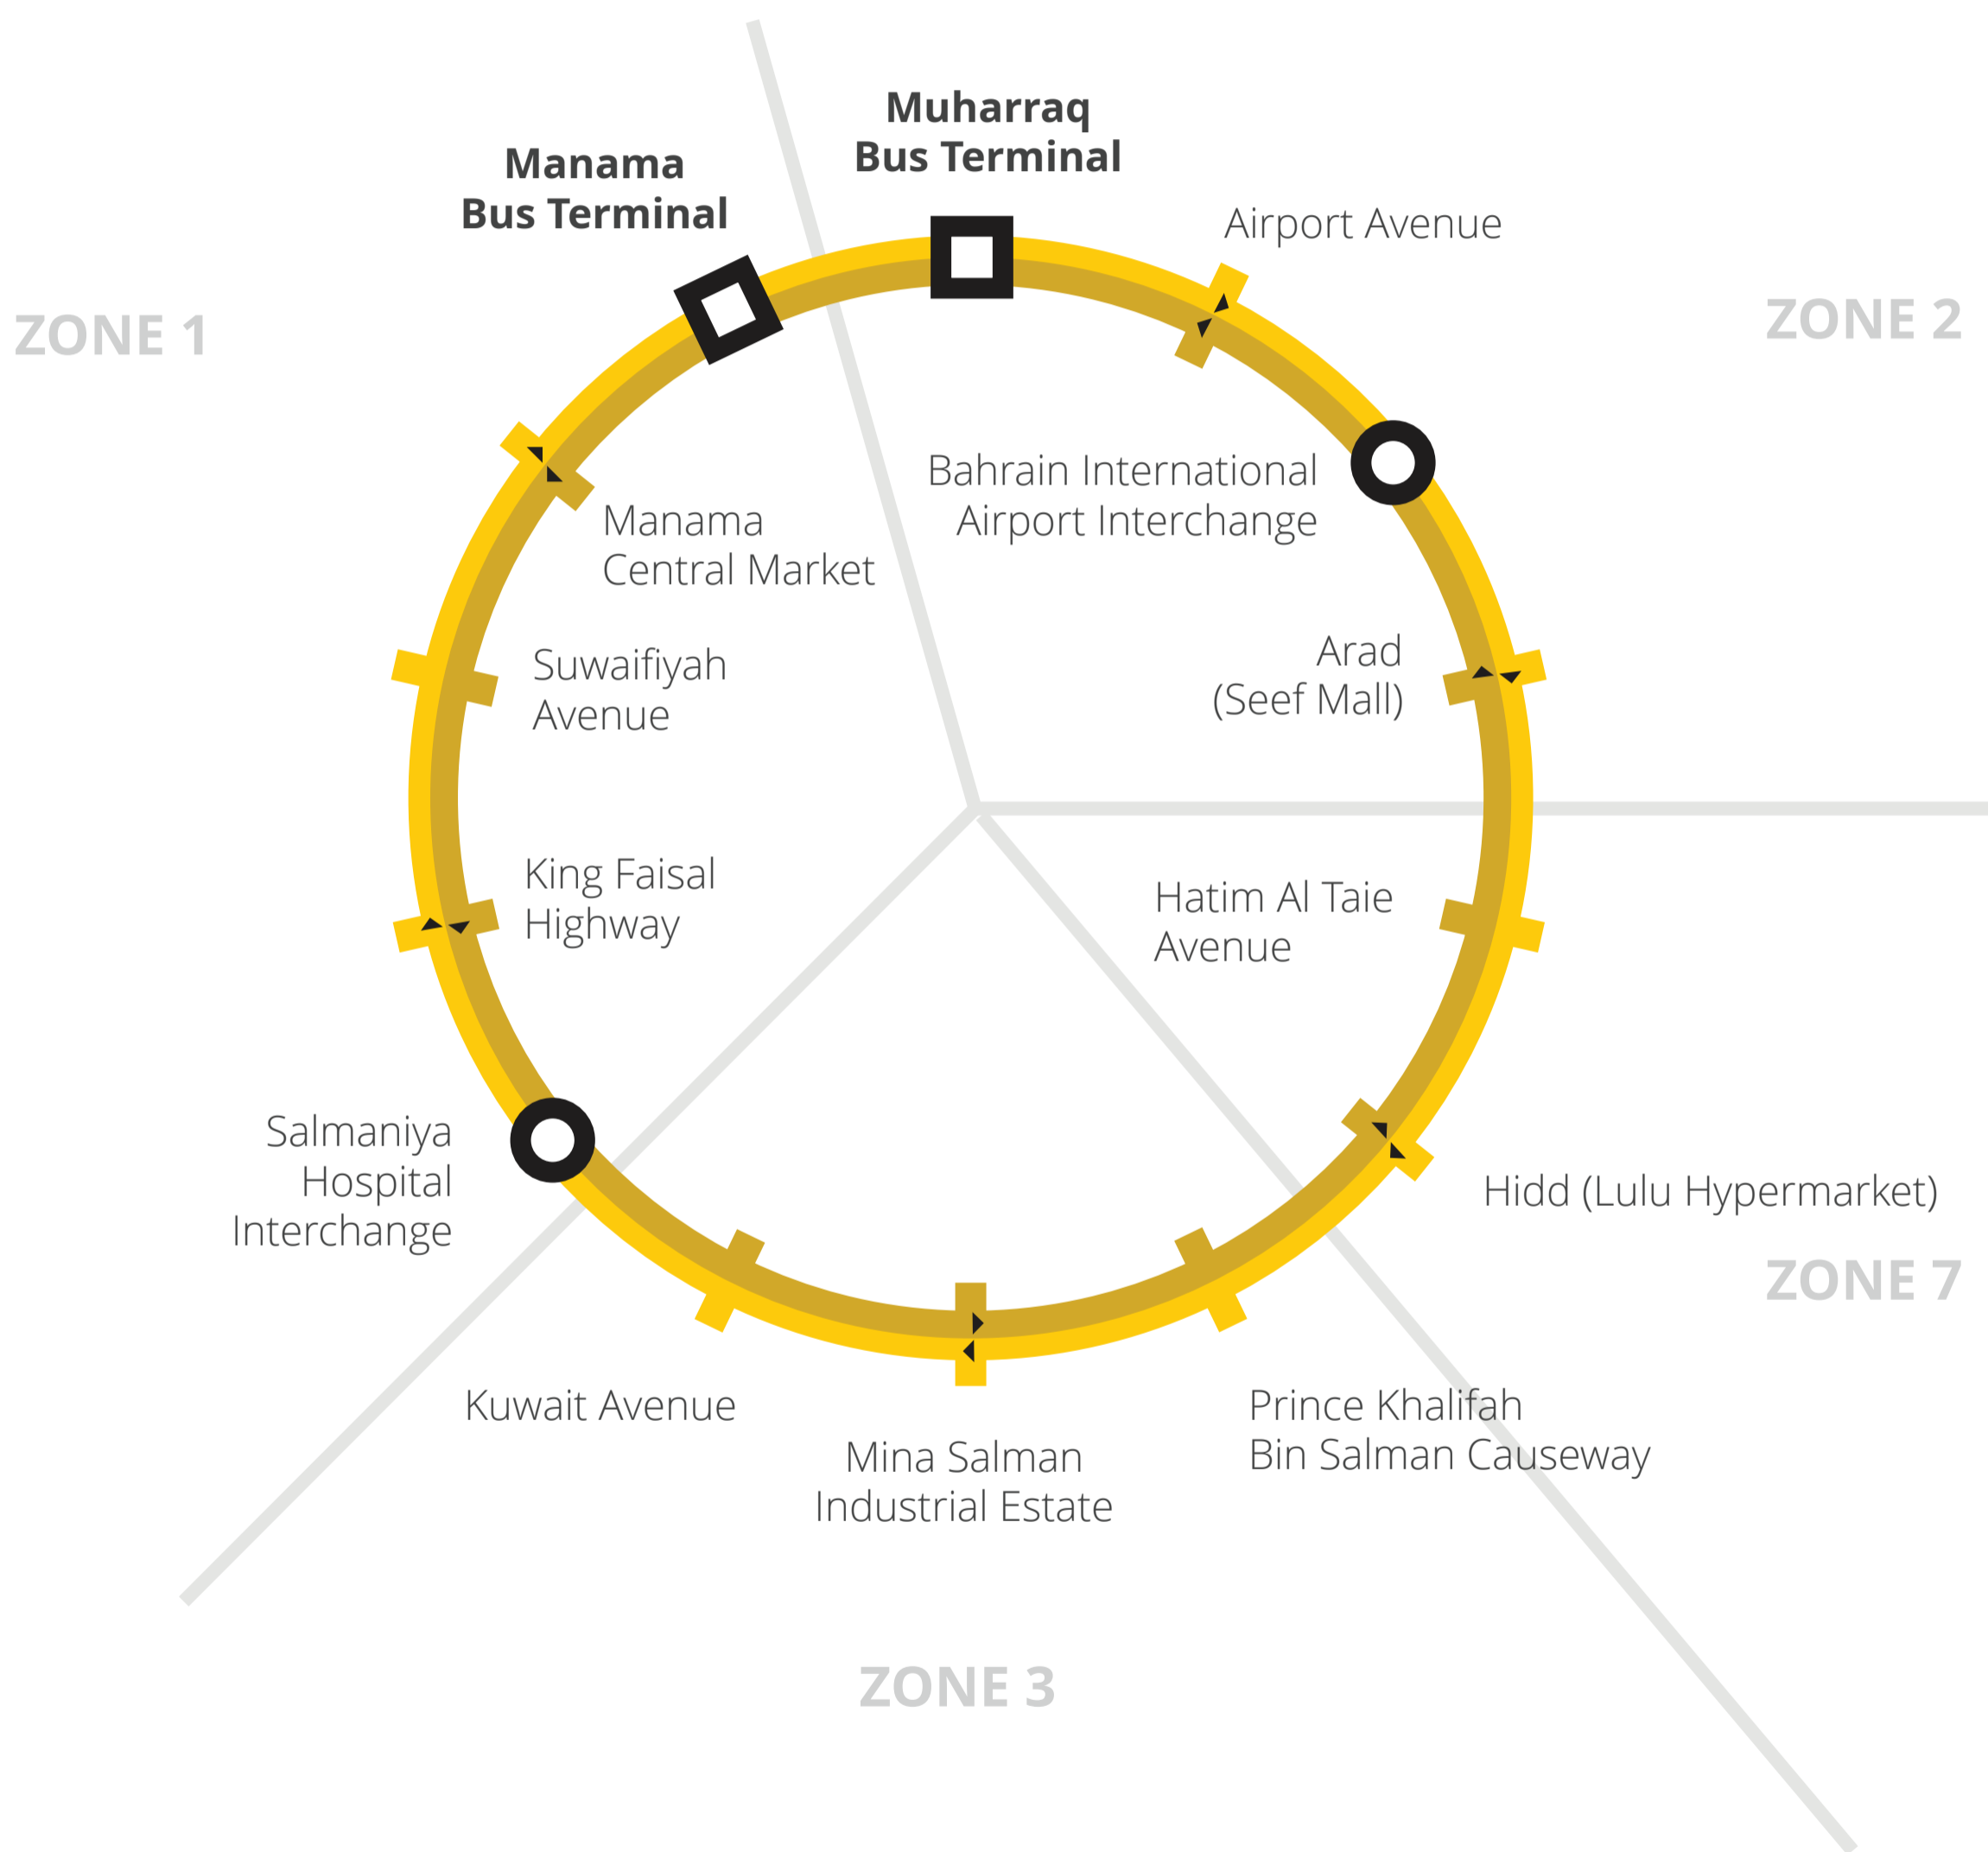 Muharraq
Bus Terminal
Manama
Bus Terminal
Airport Avenue
ZONE 1
ZONE 2
Bahrain International
Airport Interchange
Manama
Central Market
Arad
(Seef Mall)
Suwaifiyah
Avenue
King Faisal
Highway
Hatim Al Taie
Avenue
Salmaniya
Hospital
Interchange
Hidd (Lulu Hypermarket)
ZONE 7
Kuwait Avenue
Prince Khalifah
Bin Salman Causeway
Mina Salman
Industrial Estate
ZONE 3